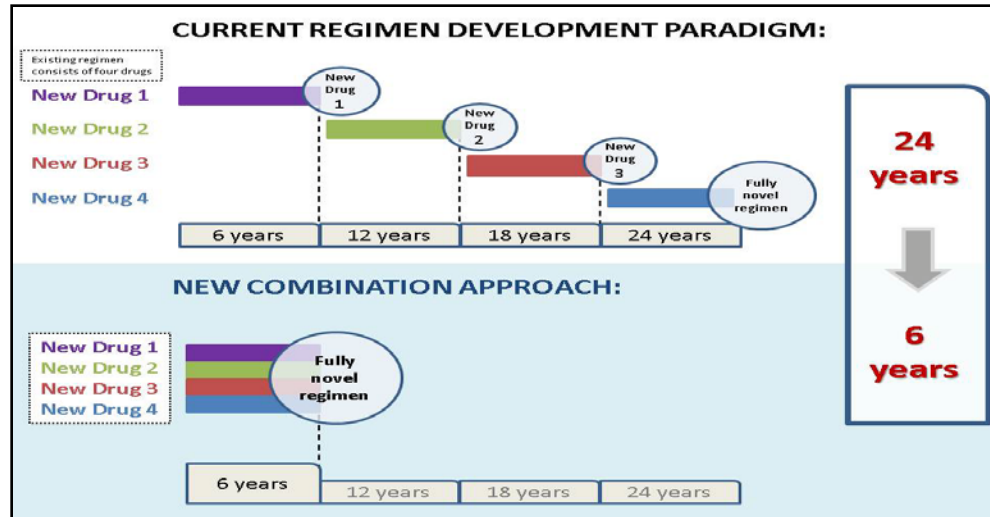 CURRENT REGIMEN DEVELOPMENT PARADIGM:
Existing regimen
consists of four drugs
New Drug 1
New Drug 2
New Drug 3
New Drug 4
New
Drug
1
New
Drug
2
New
Drug
3
Fully
novel
regimen
6 years
12 years
18 years
24 years
24
years
6
years
NEW COMBINATION APPROACH:
New Drug 1
New Drug 2
New Drug 3
New Drug 4
Fully
novel
regimen
6 years
12 years
18 years
24 years